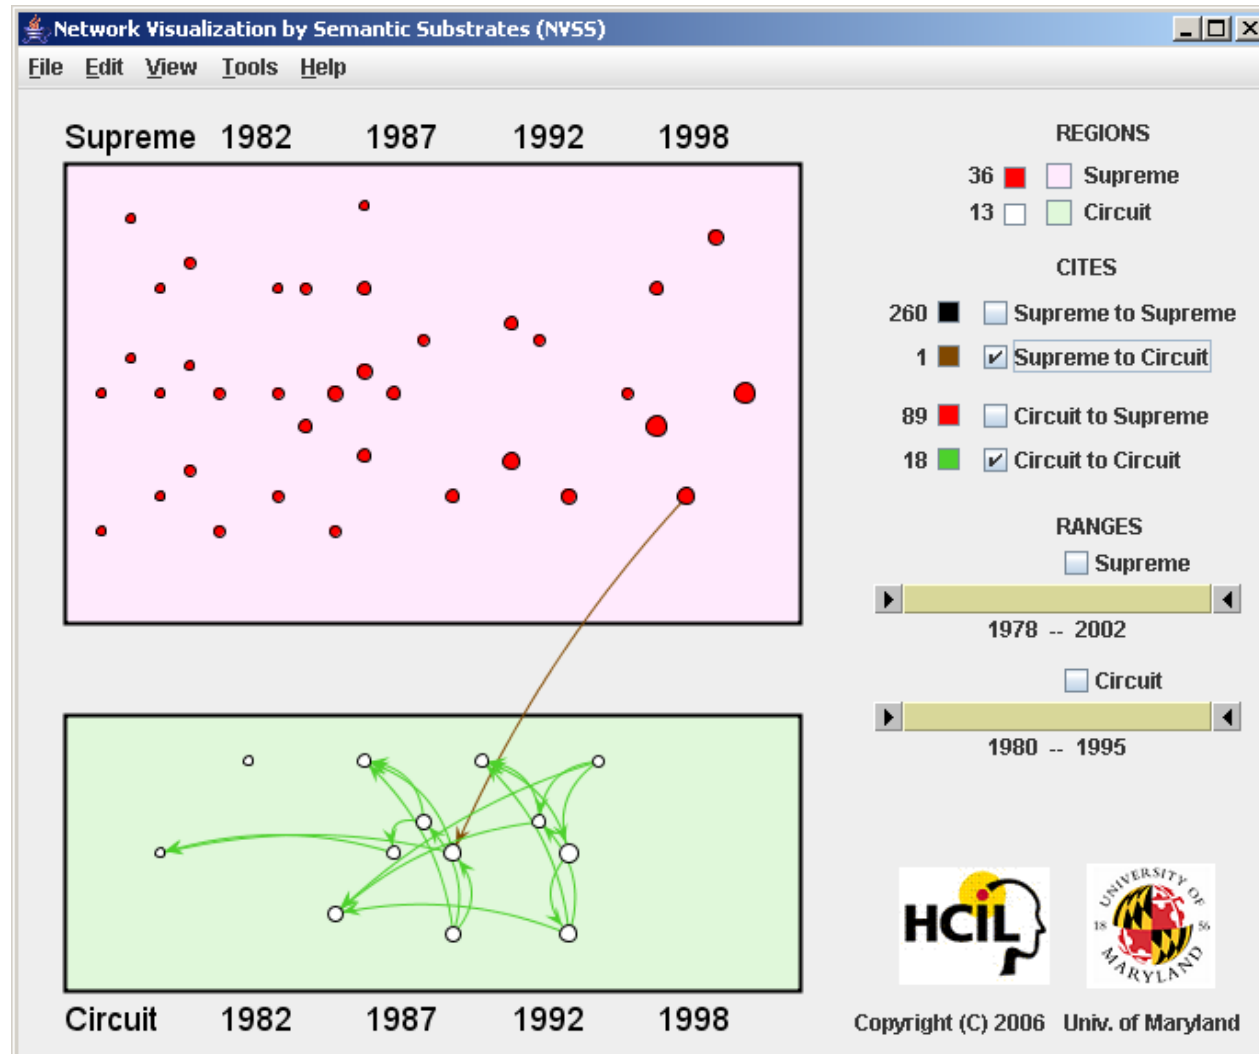 Network Visualization by Semantic Substrates (NVSS)
File Edit View Tools Help
Supreme 1982 1987 1992 1998
REGIONS
36 Supreme
13 Circuit
CITES
260 Supreme to Supreme
1 Supreme to Circuit
89 Circuit to Supreme
18 Circuit to Circuit
RANGES
Supreme
1978 -- 2002
Circuit
1980 -- 1995
HCIL
UNIVERSITY OF
18 56
MARYLAND
Circuit 1982 1987 1992 1998
Copyright (C) 2006 Univ. of Maryland